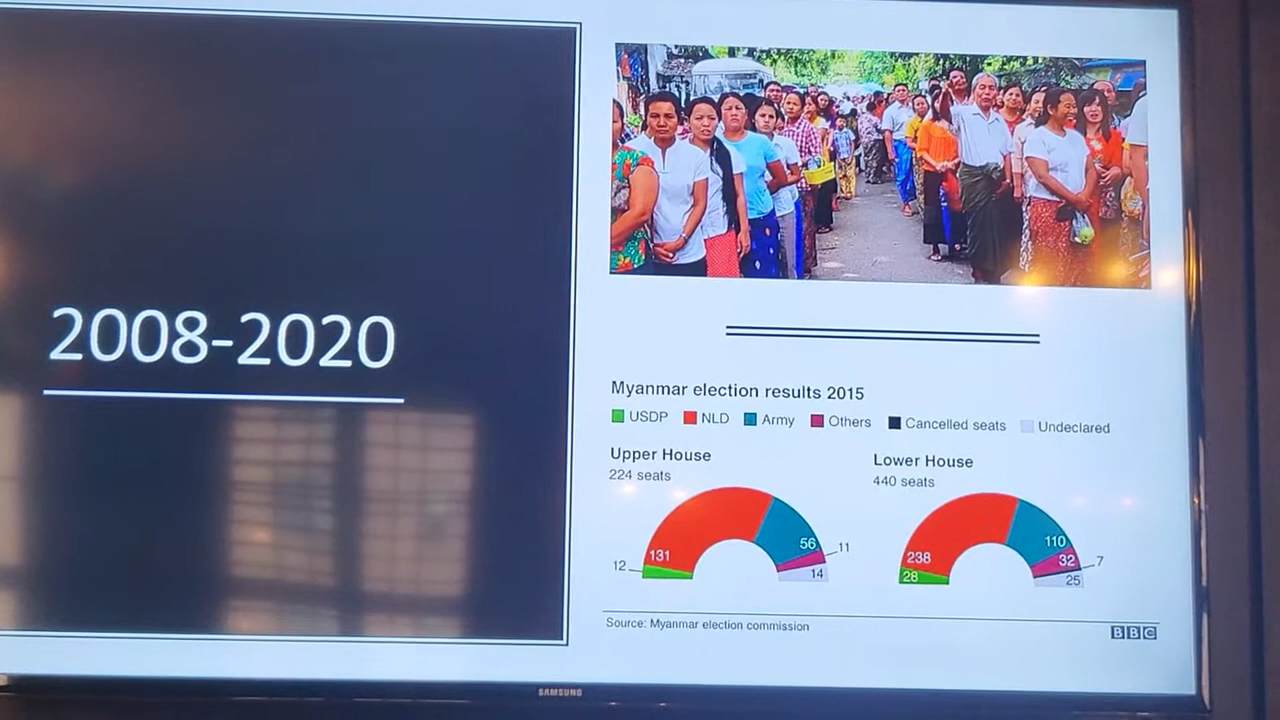 2008-2020
Myanmar election results 2015
USDP NLD Army Others Cancelled seats Undeclared
Upper House
224 seats
12
131
56
11
14
Lower House
440 seats
28
238
110
32
7
25
Source: Myanmar election commission
BBC
SAMSUNG